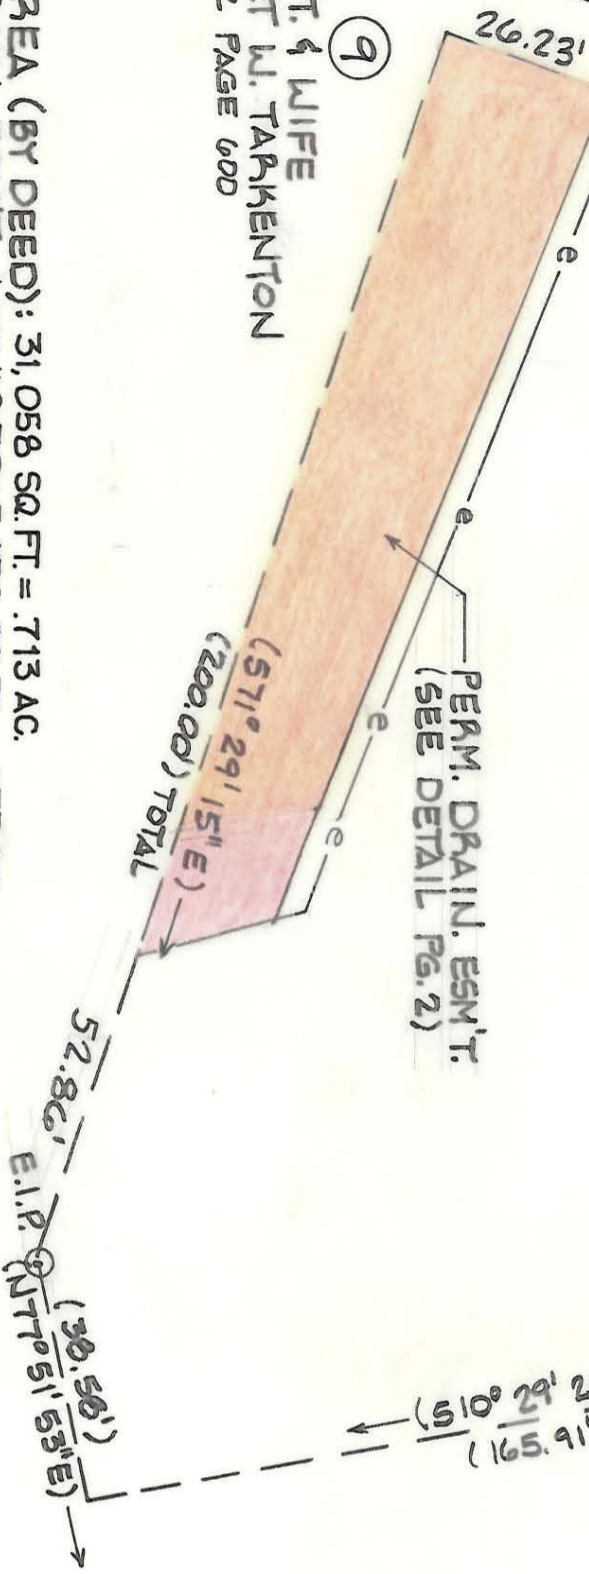 26.23'
9
T. & WIFE
T W. TARKENTON
PAGE 600
e
e
e
e
PERM. DRAIN. ESM'T.
(SEE DETAIL PG. 2)
(S71° 29' 15" E)
(200.00') TOTAL
52.86'
E.I.P.
(38.58')
(N77° 51' 53" E)
(S10° 29' 2
(165.91'
REA (BY DEED): 31,058 SQ.FT. = .713 AC.